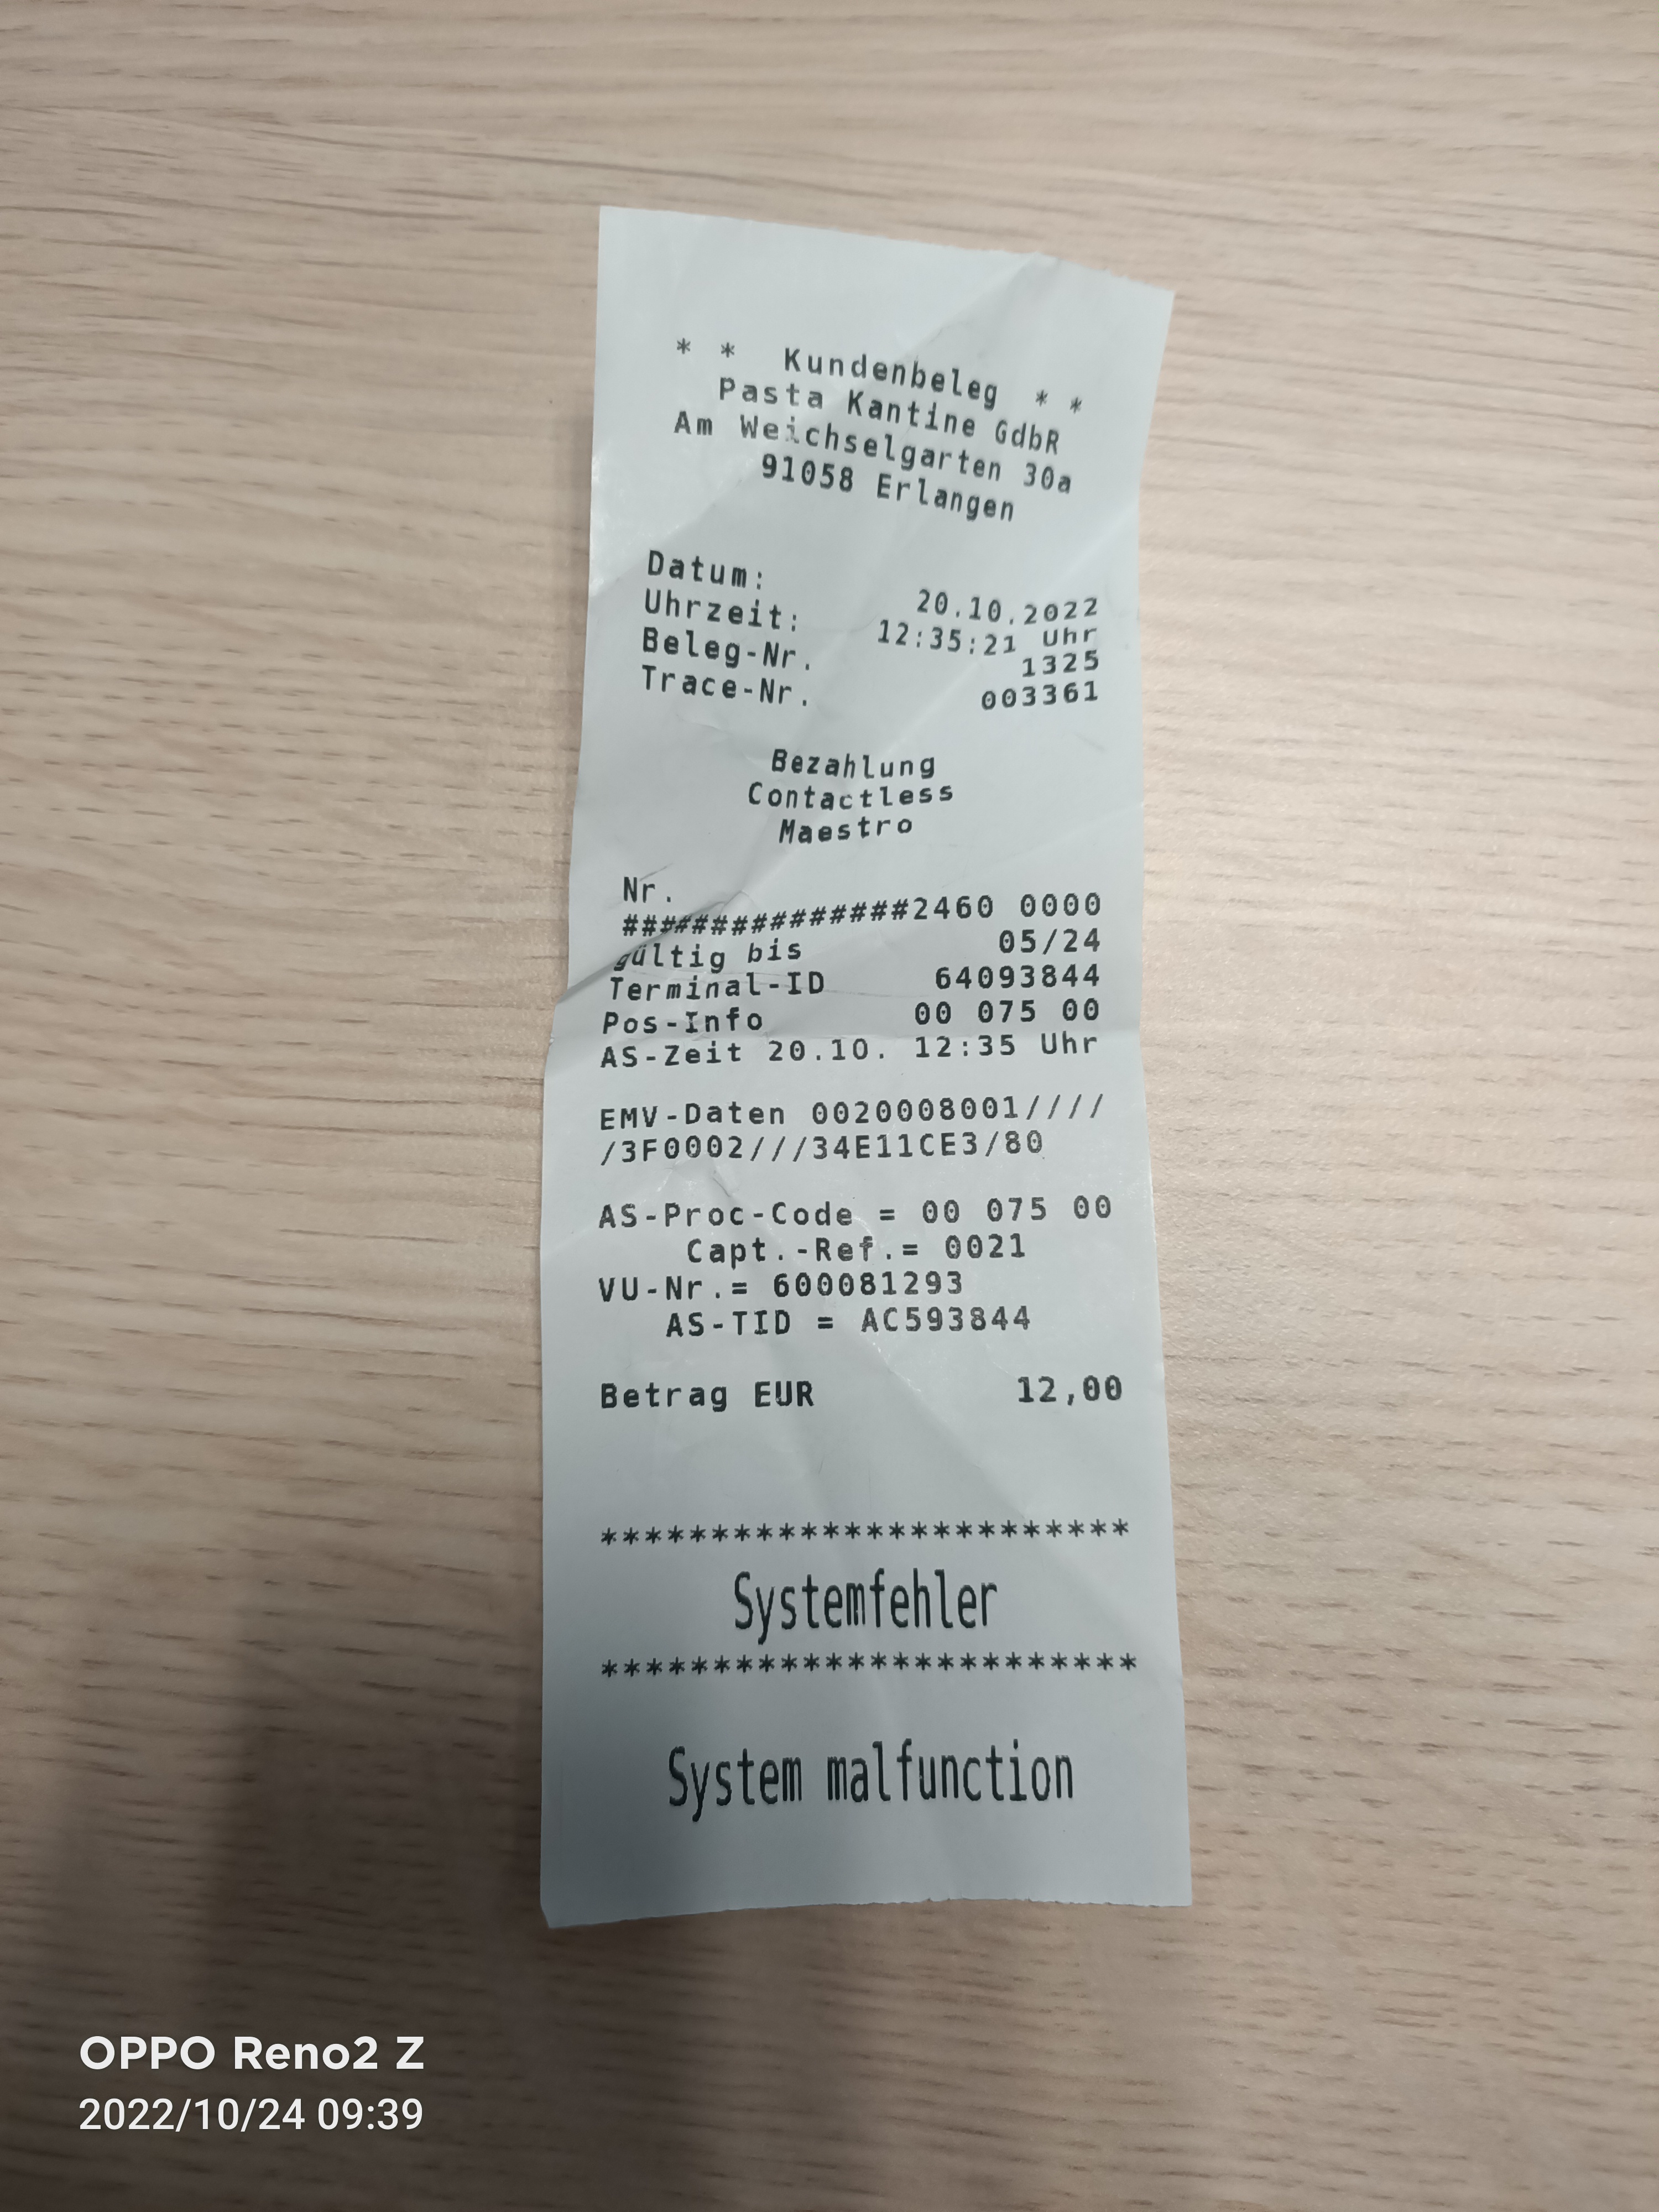 * * Kundenbeleg * *
Pasta Kantine GdbR
Am Weichselgarten 30a
91058 Erlangen
Datum: 20.10.2022
Uhrzeit: 12:35:21 Uhr
Beleg-Nr. 1325
Trace-Nr. 003361
Bezahlung
Contactless
Maestro
Nr.
###############2460 0000
gültig bis 05/24
Terminal-ID 64093844
Pos-Info 00 075 00
AS-Zeit 20.10. 12:35 Uhr
EMV-Daten 0020008001////
/3F0002///34E11CE3/80
AS-Proc-Code = 00 075 00
Capt.-Ref.= 0021
VU-Nr.= 600081293
AS-TID = AC593844
Betrag EUR 12,00
************************
Systemfehler
************************
System malfunction
OPPO Reno2 Z
2022/10/24 09:39